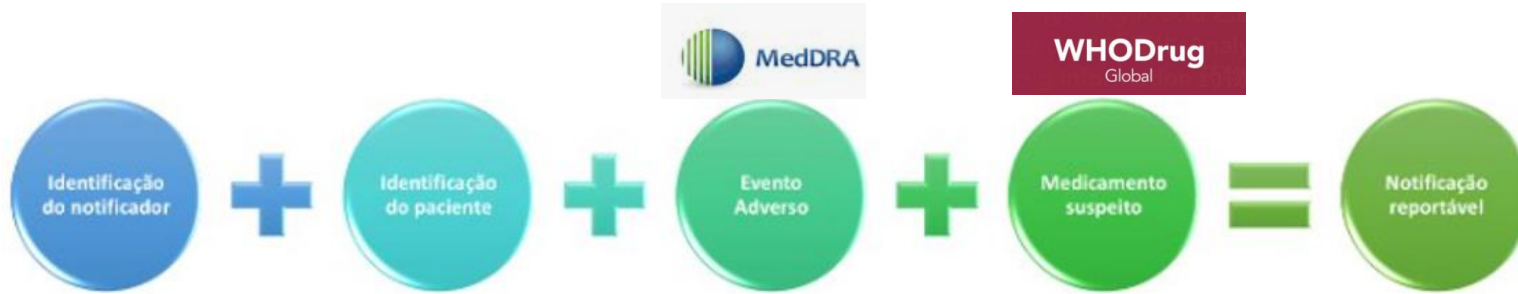 MedDRA
WHODrug
Global
Identificação
do notificador
Identificação
do paciente
Evento
Adverso
Medicamento
suspeito
Notificação
reportável